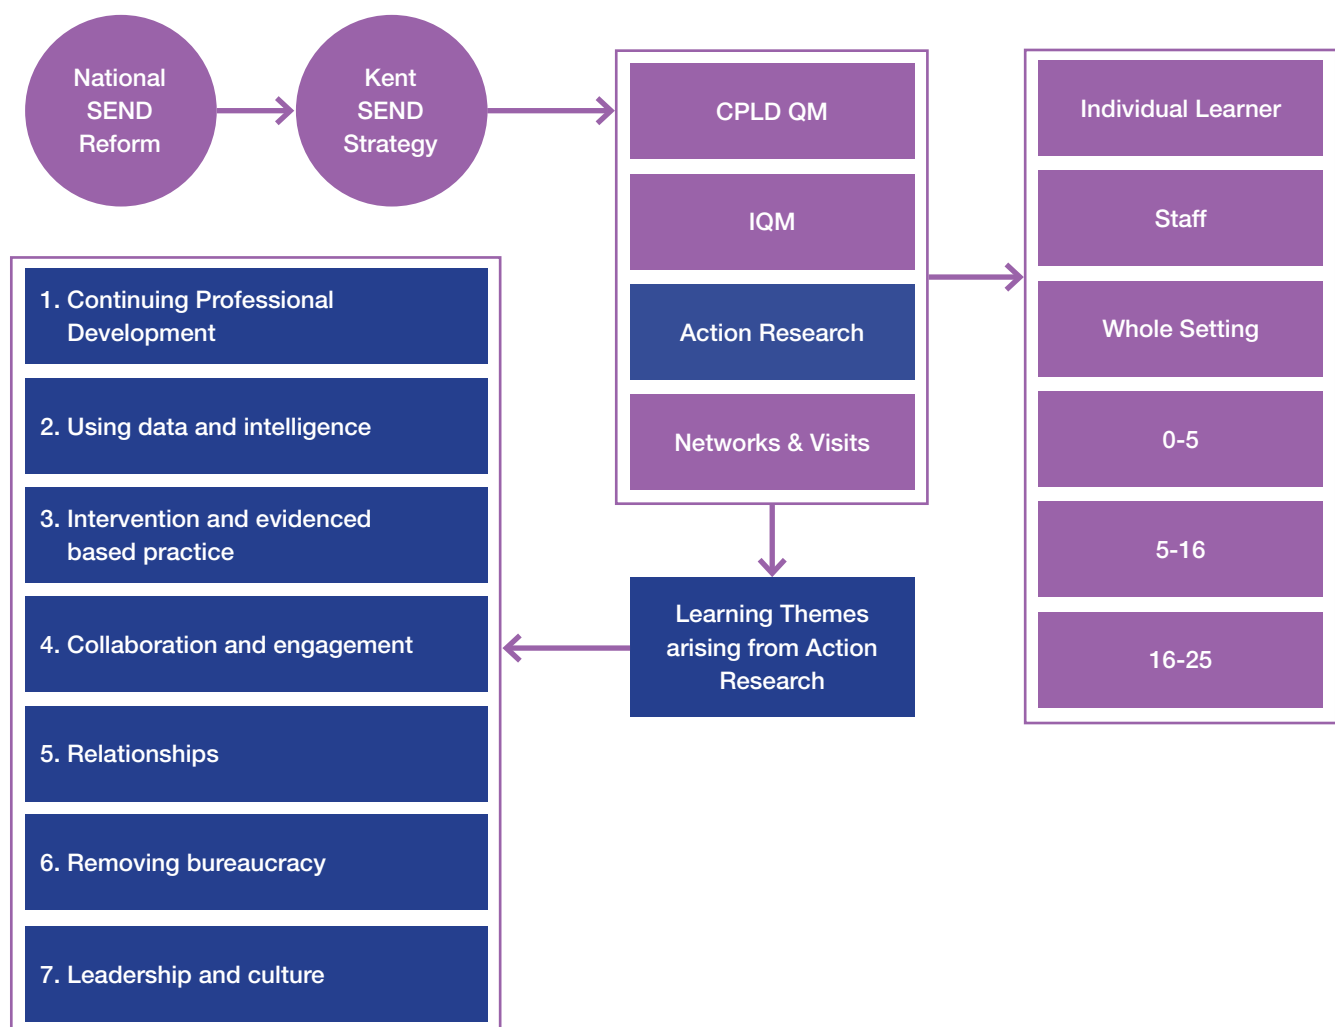 National
SEND
Reform
Kent
SEND
Strategy
CPLD QM
IQM
Action Research
Networks & Visits
Individual Learner
Staff
Whole Setting
0-5
5-16
16-25
Learning Themes
arising from Action
Research
1. Continuing Professional
Development
2. Using data and intelligence
3. Intervention and evidenced
based practice
4. Collaboration and engagement
5. Relationships
6. Removing bureaucracy
7. Leadership and culture